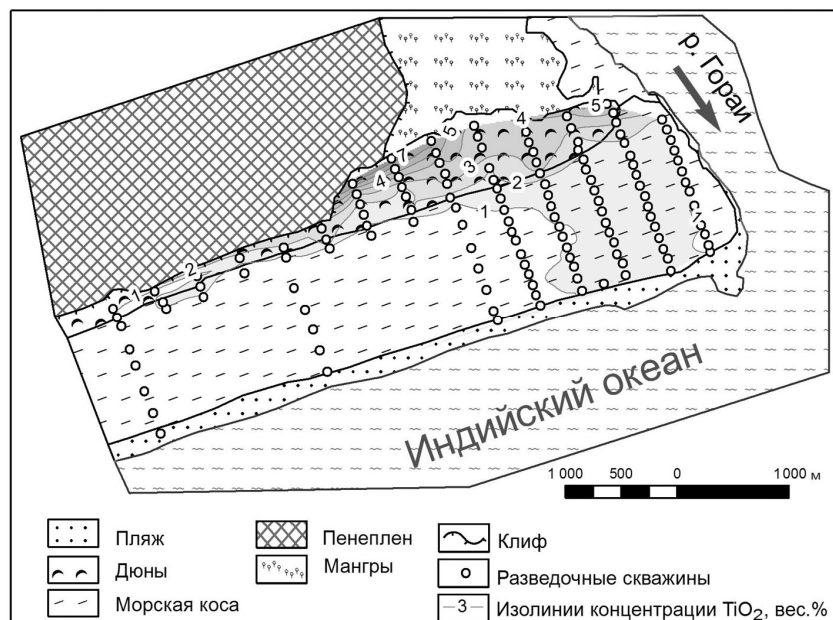 р. Гораи
5
4
5
7
4
3
2
1
2
1
1
Индийский океан
1 000 500 0 1000 м
Пляж
Пенеплен
Клиф
Дюны
Мангры
Разведочные скважины
Морская коса
3
Изолинии концентрации TiO₂, вес.%